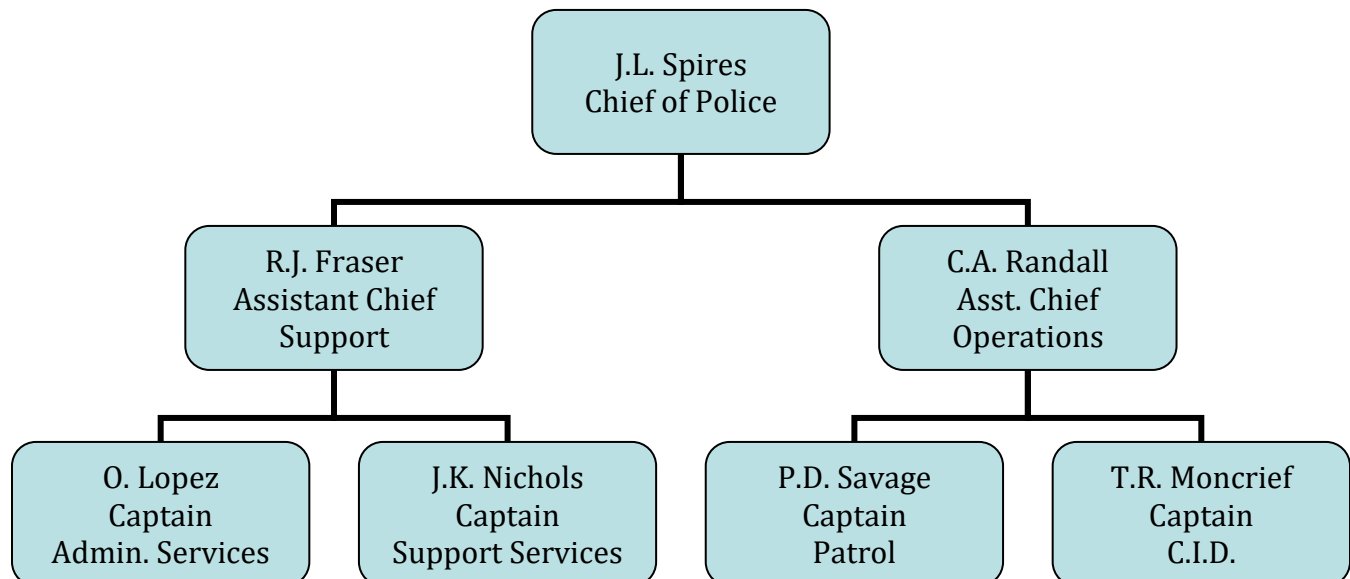 J.L. Spires
Chief of Police
R.J. Fraser
Assistant Chief
Support
C.A. Randall
Asst. Chief
Operations
O. Lopez
Captain
Admin. Services
J.K. Nichols
Captain
Support Services
P.D. Savage
Captain
Patrol
T.R. Moncrief
Captain
C.I.D.